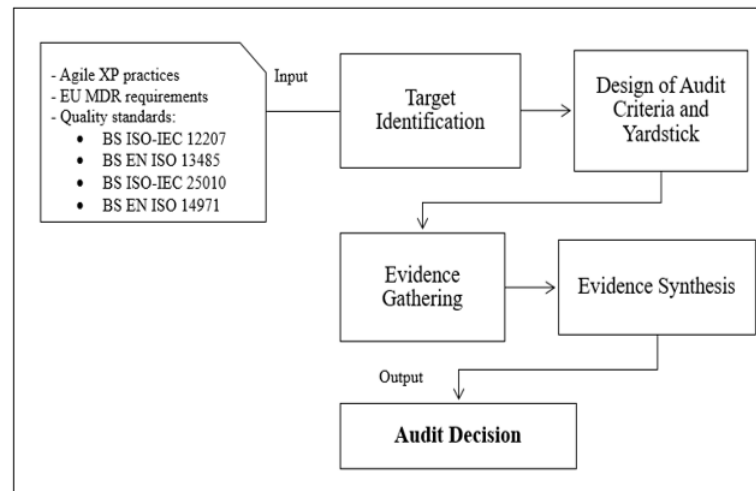 - Agile XP practices
- EU MDR requirements
- Quality standards:
• BS ISO-IEC 12207
• BS EN ISO 13485
• BS ISO-IEC 25010
• BS EN ISO 14971
Input
Target
Identification
Design of Audit
Criteria and
Yardstick
Evidence
Gathering
Evidence Synthesis
Output
Audit Decision